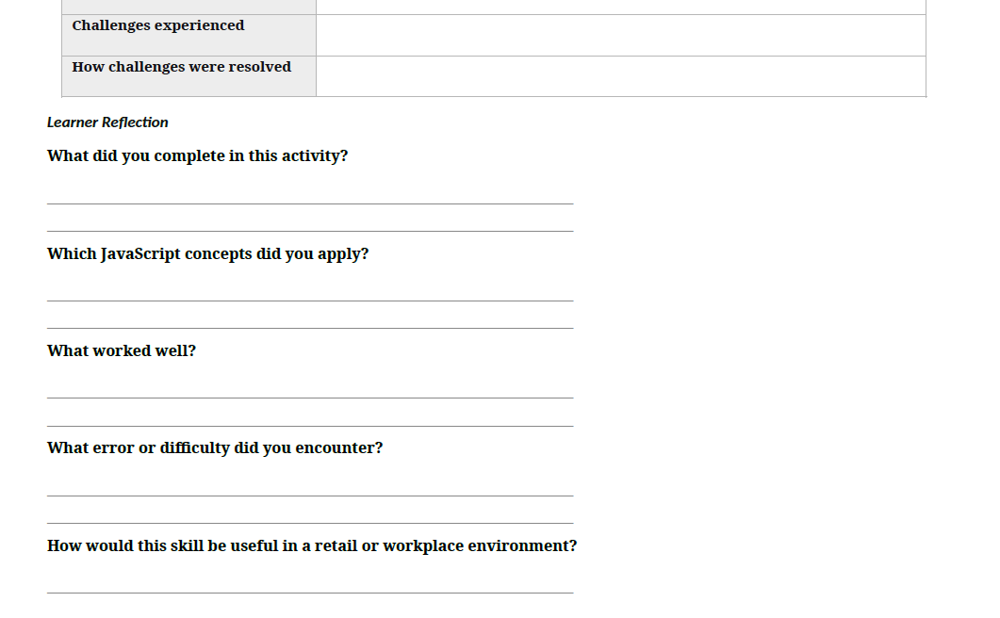 Challenges experienced
How challenges were resolved
Learner Reflection
What did you complete in this activity?
Which JavaScript concepts did you apply?
What worked well?
What error or difficulty did you encounter?
How would this skill be useful in a retail or workplace environment?